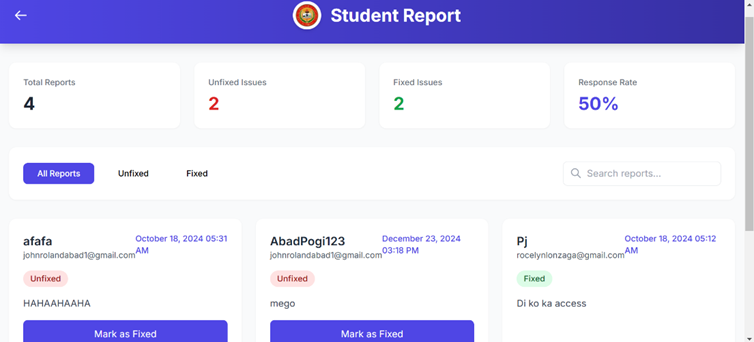 Student Report
Total Reports
4
Unfixed Issues
2
Fixed Issues
2
Response Rate
50%
All Reports
Unfixed
Fixed
Search reports...
afafa
johnrolandabad1@gmail.com
October 18, 2024 05:31
AM
Unfixed
HAHAAHAAHA
Mark as Fixed
AbadPogi123
johnrolandabad1@gmail.com
December 23, 2024
03:18 PM
Unfixed
mego
Mark as Fixed
Pj
rocelynlonzaga@gmail.com
October 18, 2024 05:12
AM
Fixed
Di ko ka access